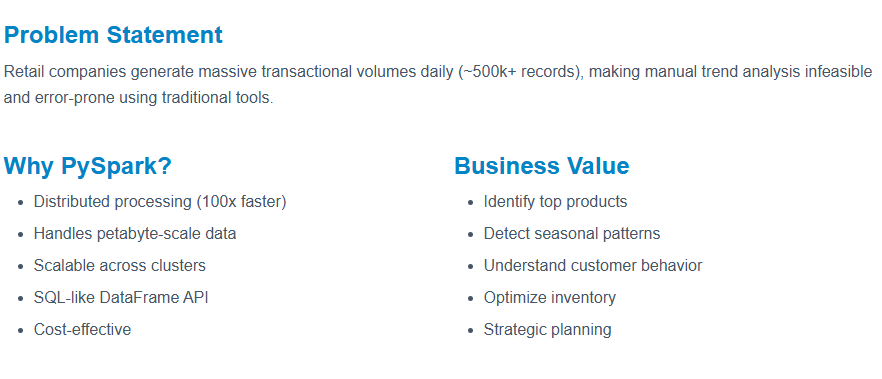 Problem Statement
Retail companies generate massive transactional volumes daily (~500k+ records), making manual trend analysis infeasible
and error-prone using traditional tools.
Why PySpark?
• Distributed processing (100x faster)
• Handles petabyte-scale data
• Scalable across clusters
• SQL-like DataFrame API
• Cost-effective
Business Value
• Identify top products
• Detect seasonal patterns
• Understand customer behavior
• Optimize inventory
• Strategic planning